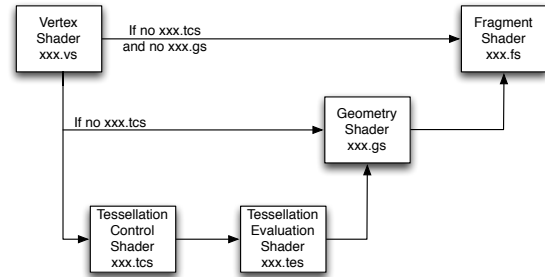 Vertex
Shader
xxx.vs
If no xxx.tcs
and no xxx.gs
Fragment
Shader
xxx.fs
If no xxx.tcs
Geometry
Shader
xxx.gs
Tessellation
Control
Shader
xxx.tcs
Tessellation
Evaluation
Shader
xxx.tes